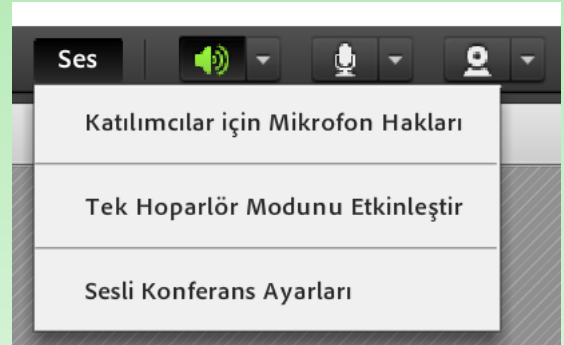 Ses
Katılımcılar için Mikrofon Hakları
Tek Hoparlör Modunu Etkinleştir
Sesli Konferans Ayarları